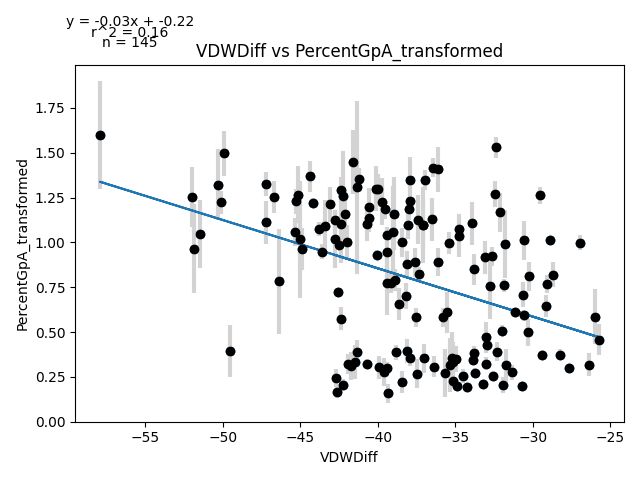 y = -0.03x + -0.22
r^2 = 0.16
n = 145
VDWDiff vs PercentGpA_transformed
PercentGpA_transformed
1.75
1.50
1.25
1.00
0.75
0.50
0.25
0.00
−55
−50
−45
−40
−35
−30
−25
VDWDiff